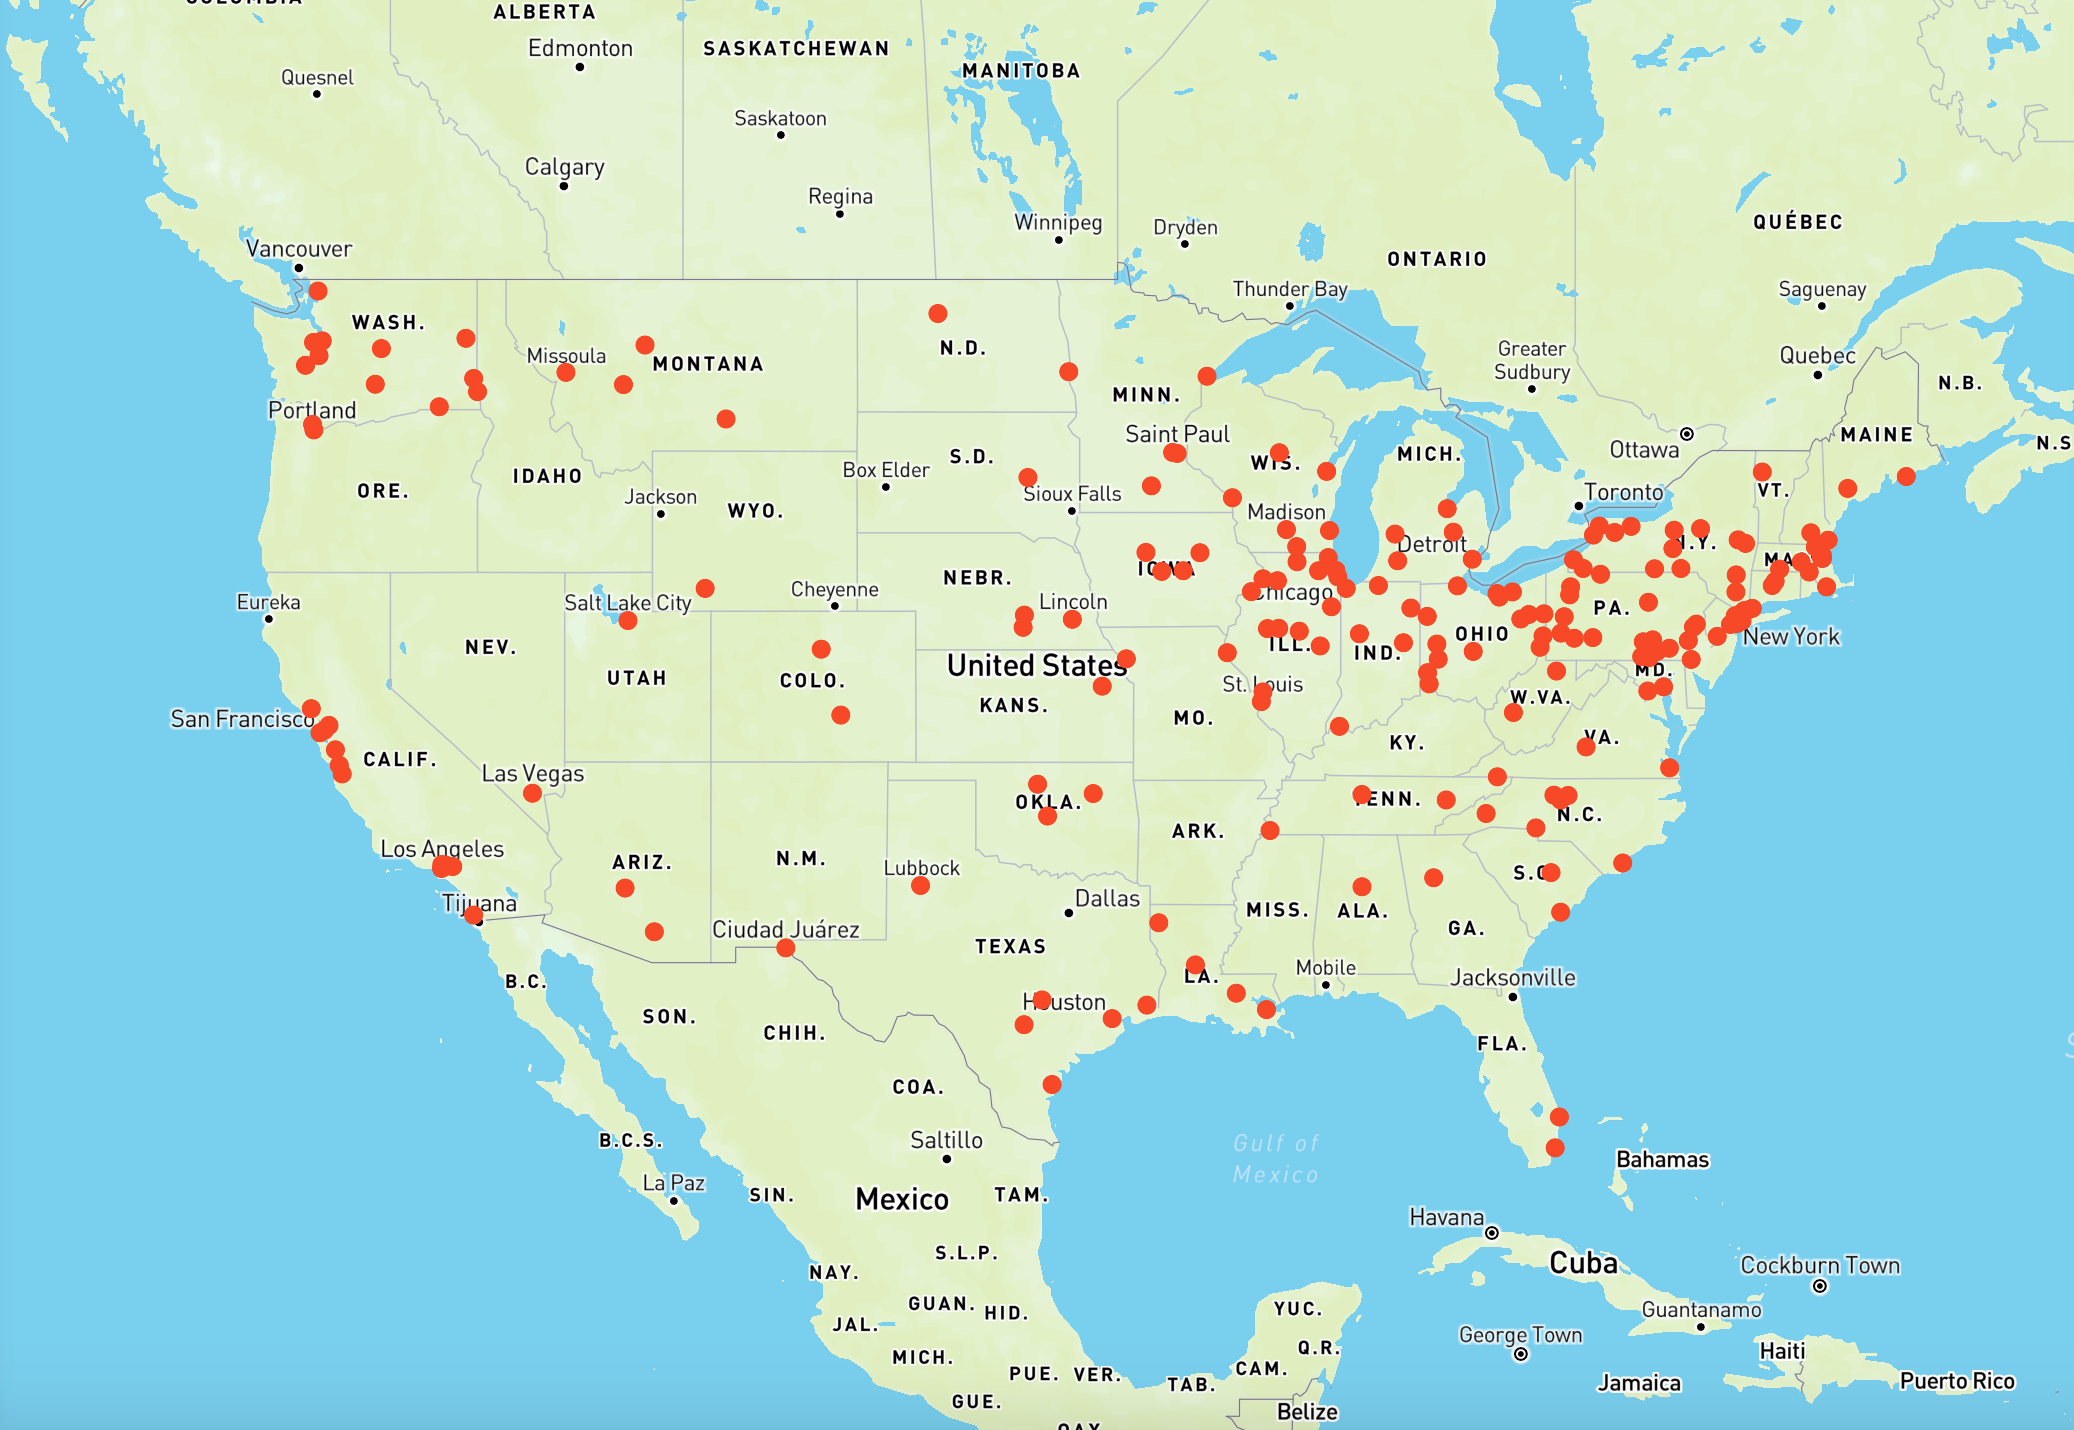 ALBERTA
Edmonton
SASKATCHEWAN
MANITOBA
Quesnel
Saskatoon
Calgary
Regina
Winnipeg
Dryden
QUÉBEC
Vancouver
ONTARIO
Thunder Bay
Saguenay
WASH.
Missoula
MONTANA
N.D.
Greater
Sudbury
Quebec
N.B.
MINN.
Portland
Saint Paul
Ottawa
MAINE
N.S
IDAHO
ORE.
Box Elder
S.D.
WIS.
MICH.
Jackson
WYO.
Sioux Falls
Madison
Toronto
VT.
Detroit
N.Y.
IOWA
MA
NEBR.
Eureka
Salt Lake City
Cheyenne
Lincoln
Chicago
PA.
OHIO
New York
NEV.
UTAH
COLO.
United States
KANS.
ILL.
IND.
MD.
St. Louis
W.VA.
San Francisco
MO.
KY.
VA.
CALIF.
Las Vegas
OKLA.
TENN.
N.C.
ARK.
Los Angeles
ARIZ.
N.M.
Lubbock
S.C
Tijuana
Dallas
MISS.
ALA.
GA.
Ciudad Juárez
TEXAS
B.C.
LA.
Mobile
Jacksonville
Houston
SON.
CHIH.
FLA.
COA.
B.C.S.
Saltillo
Gulf of
Mexico
Bahamas
La Paz
SIN.
Mexico
TAM.
Havana
S.L.P.
Cuba
Cockburn Town
NAY.
GUAN.
HID.
YUC.
Guantanamo
JAL.
Q.R.
George Town
Haiti
MICH.
PUE.
VER.
CAM.
TAB.
Jamaica
Puerto Rico
GUE.
Belize